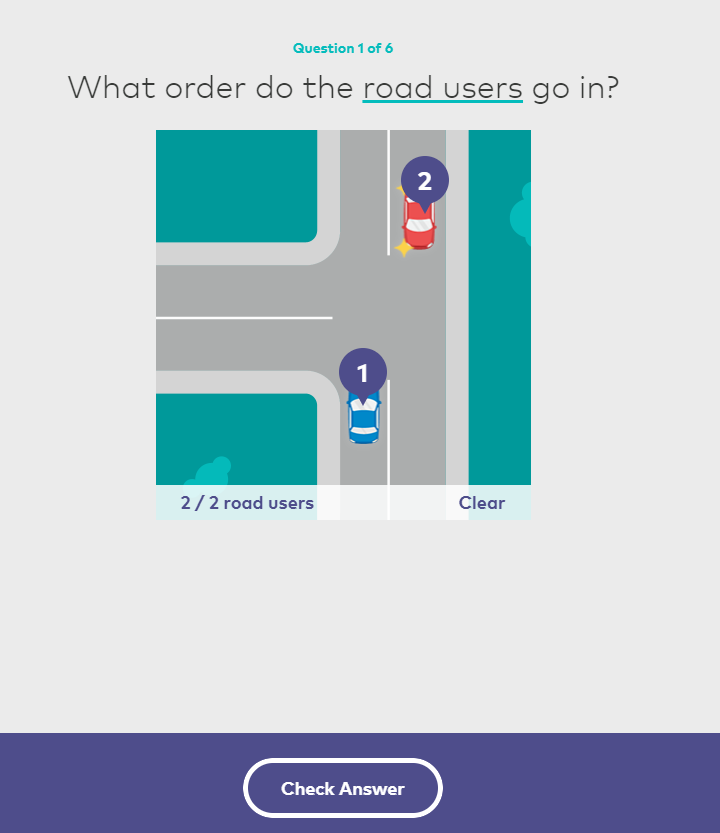 Question 1 of 6
What order do the road users go in?
2
1
2 / 2 road users
Clear
Check Answer